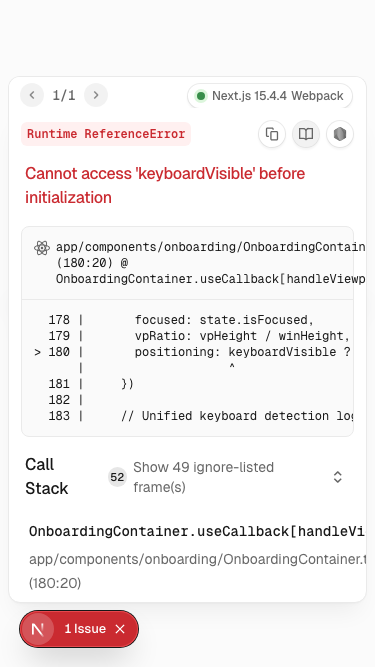 1/1
Next.js 15.4.4 Webpack
Runtime ReferenceError
Cannot access 'keyboardVisible' before
initialization
app/components/onboarding/OnboardingContain
(180:20) @
OnboardingContainer.useCallback[handleViewp
178 | focused: state.isFocused,
179 | vpRatio: vpHeight / winHeight,
> 180 | positioning: keyboardVisible ?
| ^
181 | })
182 |
183 | // Unified keyboard detection log
Call
Stack
52
Show 49 ignore-listed
frame(s)
OnboardingContainer.useCallback[handleVi
app/components/onboarding/OnboardingContainer.t
(180:20)
N 1 Issue